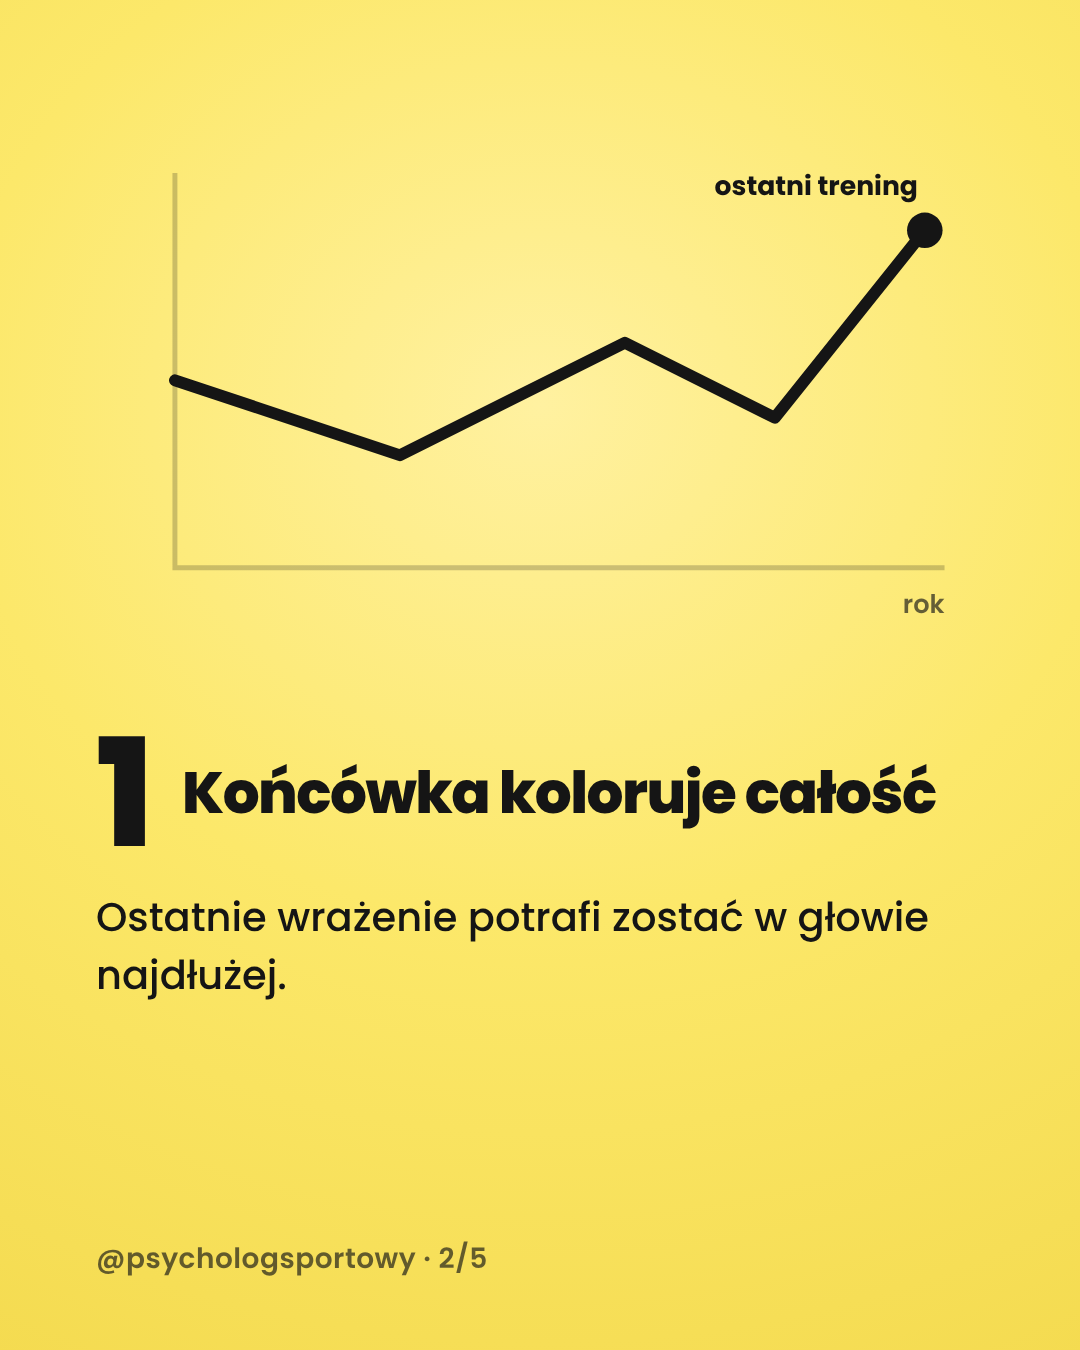 ostatni trening
rok
1 Końcówka koloruje całość
Ostatnie wrażenie potrafi zostać w głowie
najdłużej.
@psychologsportowy · 2/5